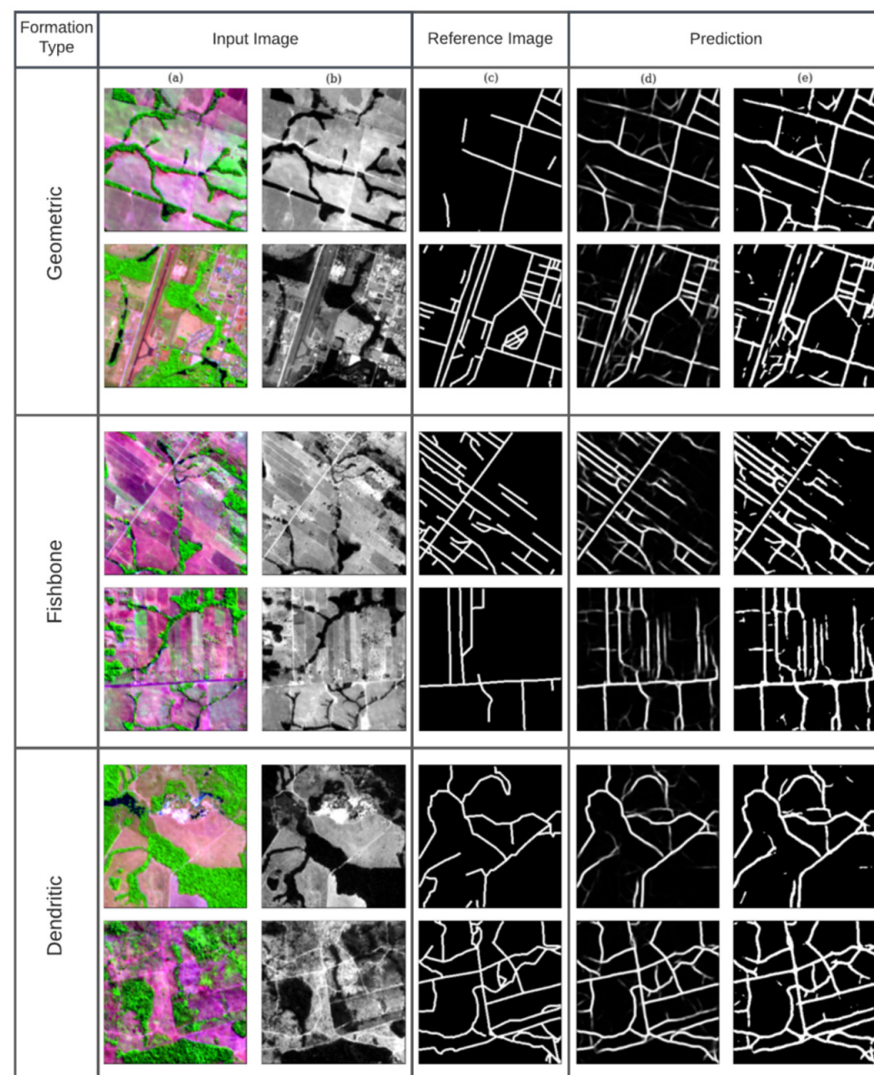 Formation
Type
Input Image
Reference Image
Prediction
(a)
(b)
(c)
(d)
(e)
Geometric
Fishbone
Dendritic